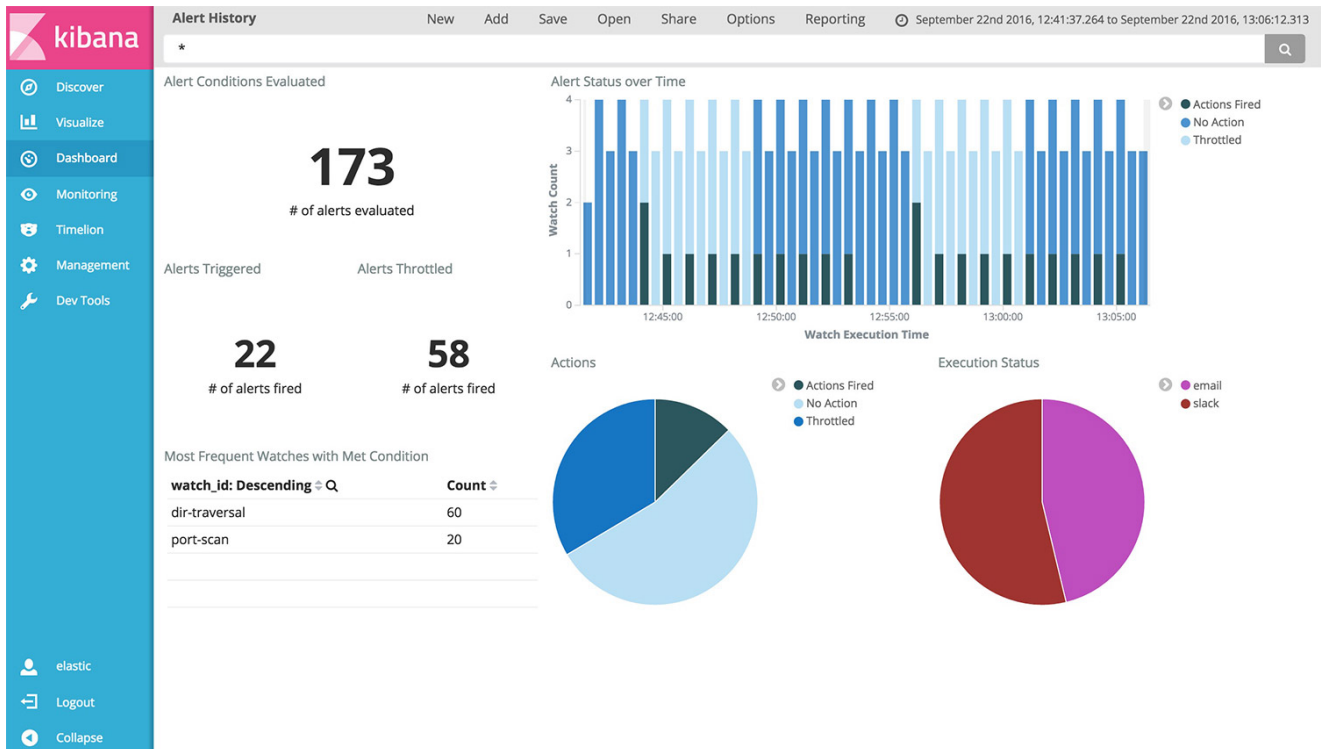 kibana
Discover
Visualize
Dashboard
Monitoring
Timelion
Management
Dev Tools
elastic
Logout
Collapse
Alert History New Add Save Open Share Options Reporting September 22nd 2016, 12:41:37.264 to September 22nd 2016, 13:06:12.313
*
Alert Conditions Evaluated
173
# of alerts evaluated
Alerts Triggered
22
# of alerts fired
Alerts Throttled
58
# of alerts fired
Most Frequent Watches with Met Condition
watch_id: Descending Count
dir-traversal 60
port-scan 20
Alert Status over Time
Watch Count
4
3
2
1
0
12:45:00 12:50:00 12:55:00 13:00:00 13:05:00
Watch Execution Time
Actions Fired
No Action
Throttled
Actions
Actions Fired
No Action
Throttled
Execution Status
email
slack